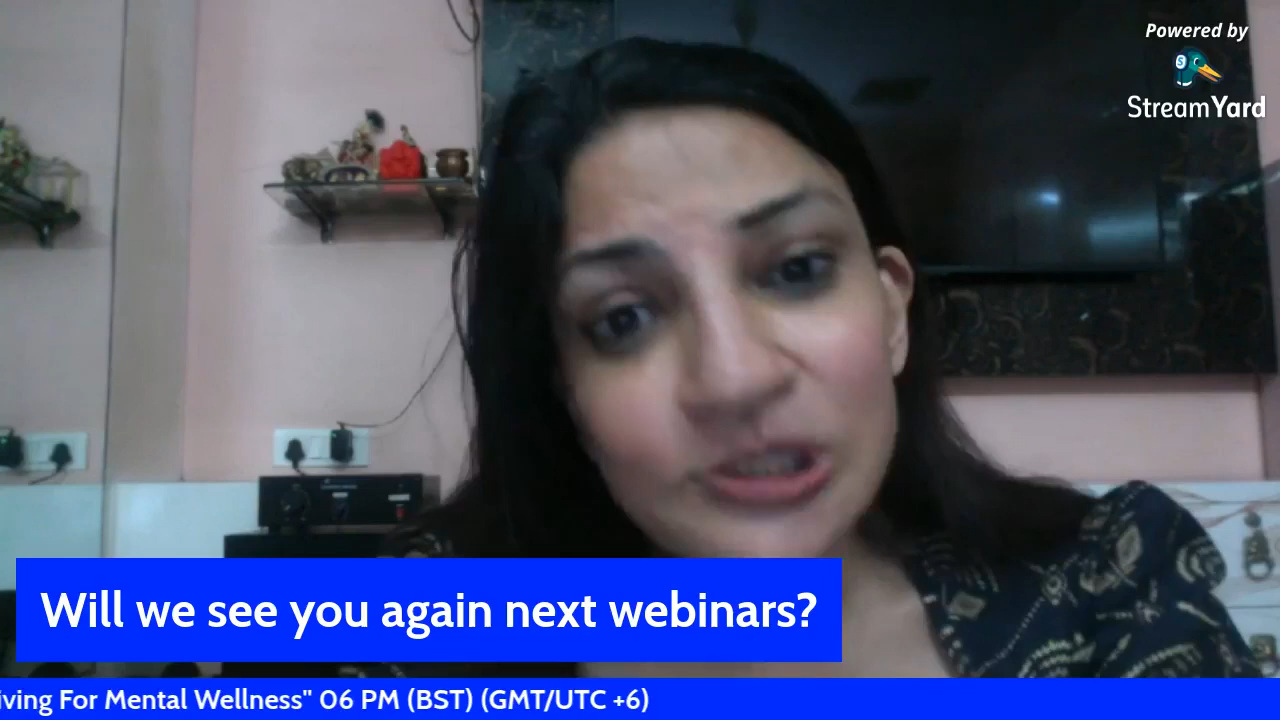 Powered by
StreamYard
Will we see you again next webinars?
iving For Mental Wellness" 06 PM (BST) (GMT/UTC +6)